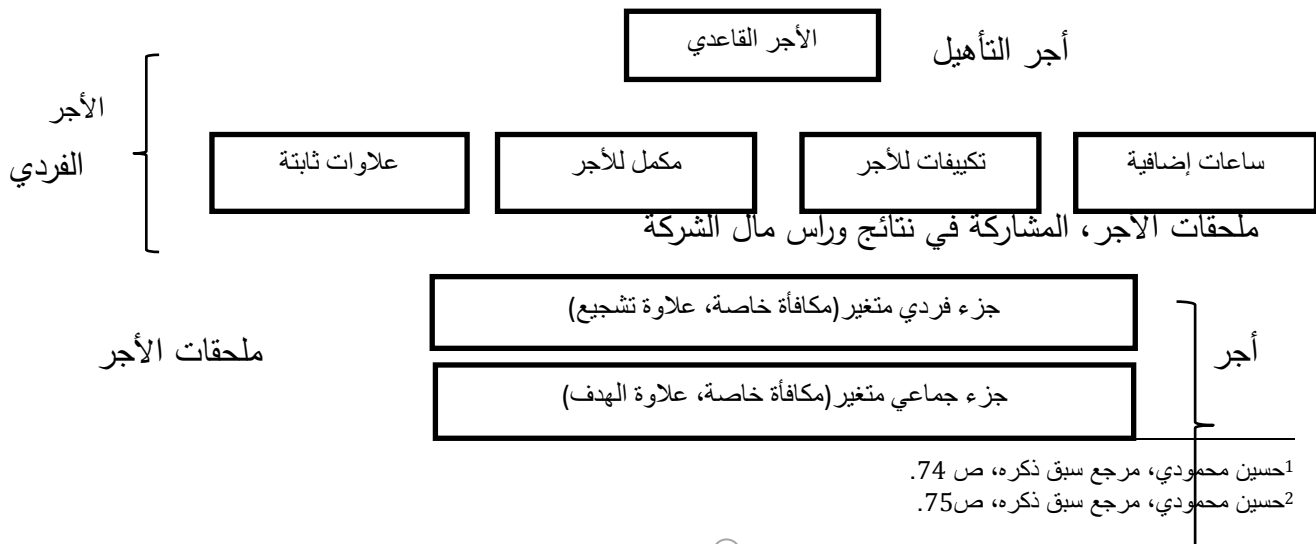 أجر التأهيل
الأجر القاعدي
الأجر
الفردي
ساعات إضافية
تكييفات للأجر
مكمل للأجر
علاوات ثابتة
ملحقات الأجر، المشاركة في نتائج وراس مال الشركة
جزء فردي متغير(مكافأة خاصة، علاوة تشجيع)
أجر
ملحقات الأجر
جزء جماعي متغير(مكافأة خاصة، علاوة الهدف)
1حسين محمودي، مرجع سبق ذكره، ص 74.
2حسين محمودي، مرجع سبق ذكره، ص75.